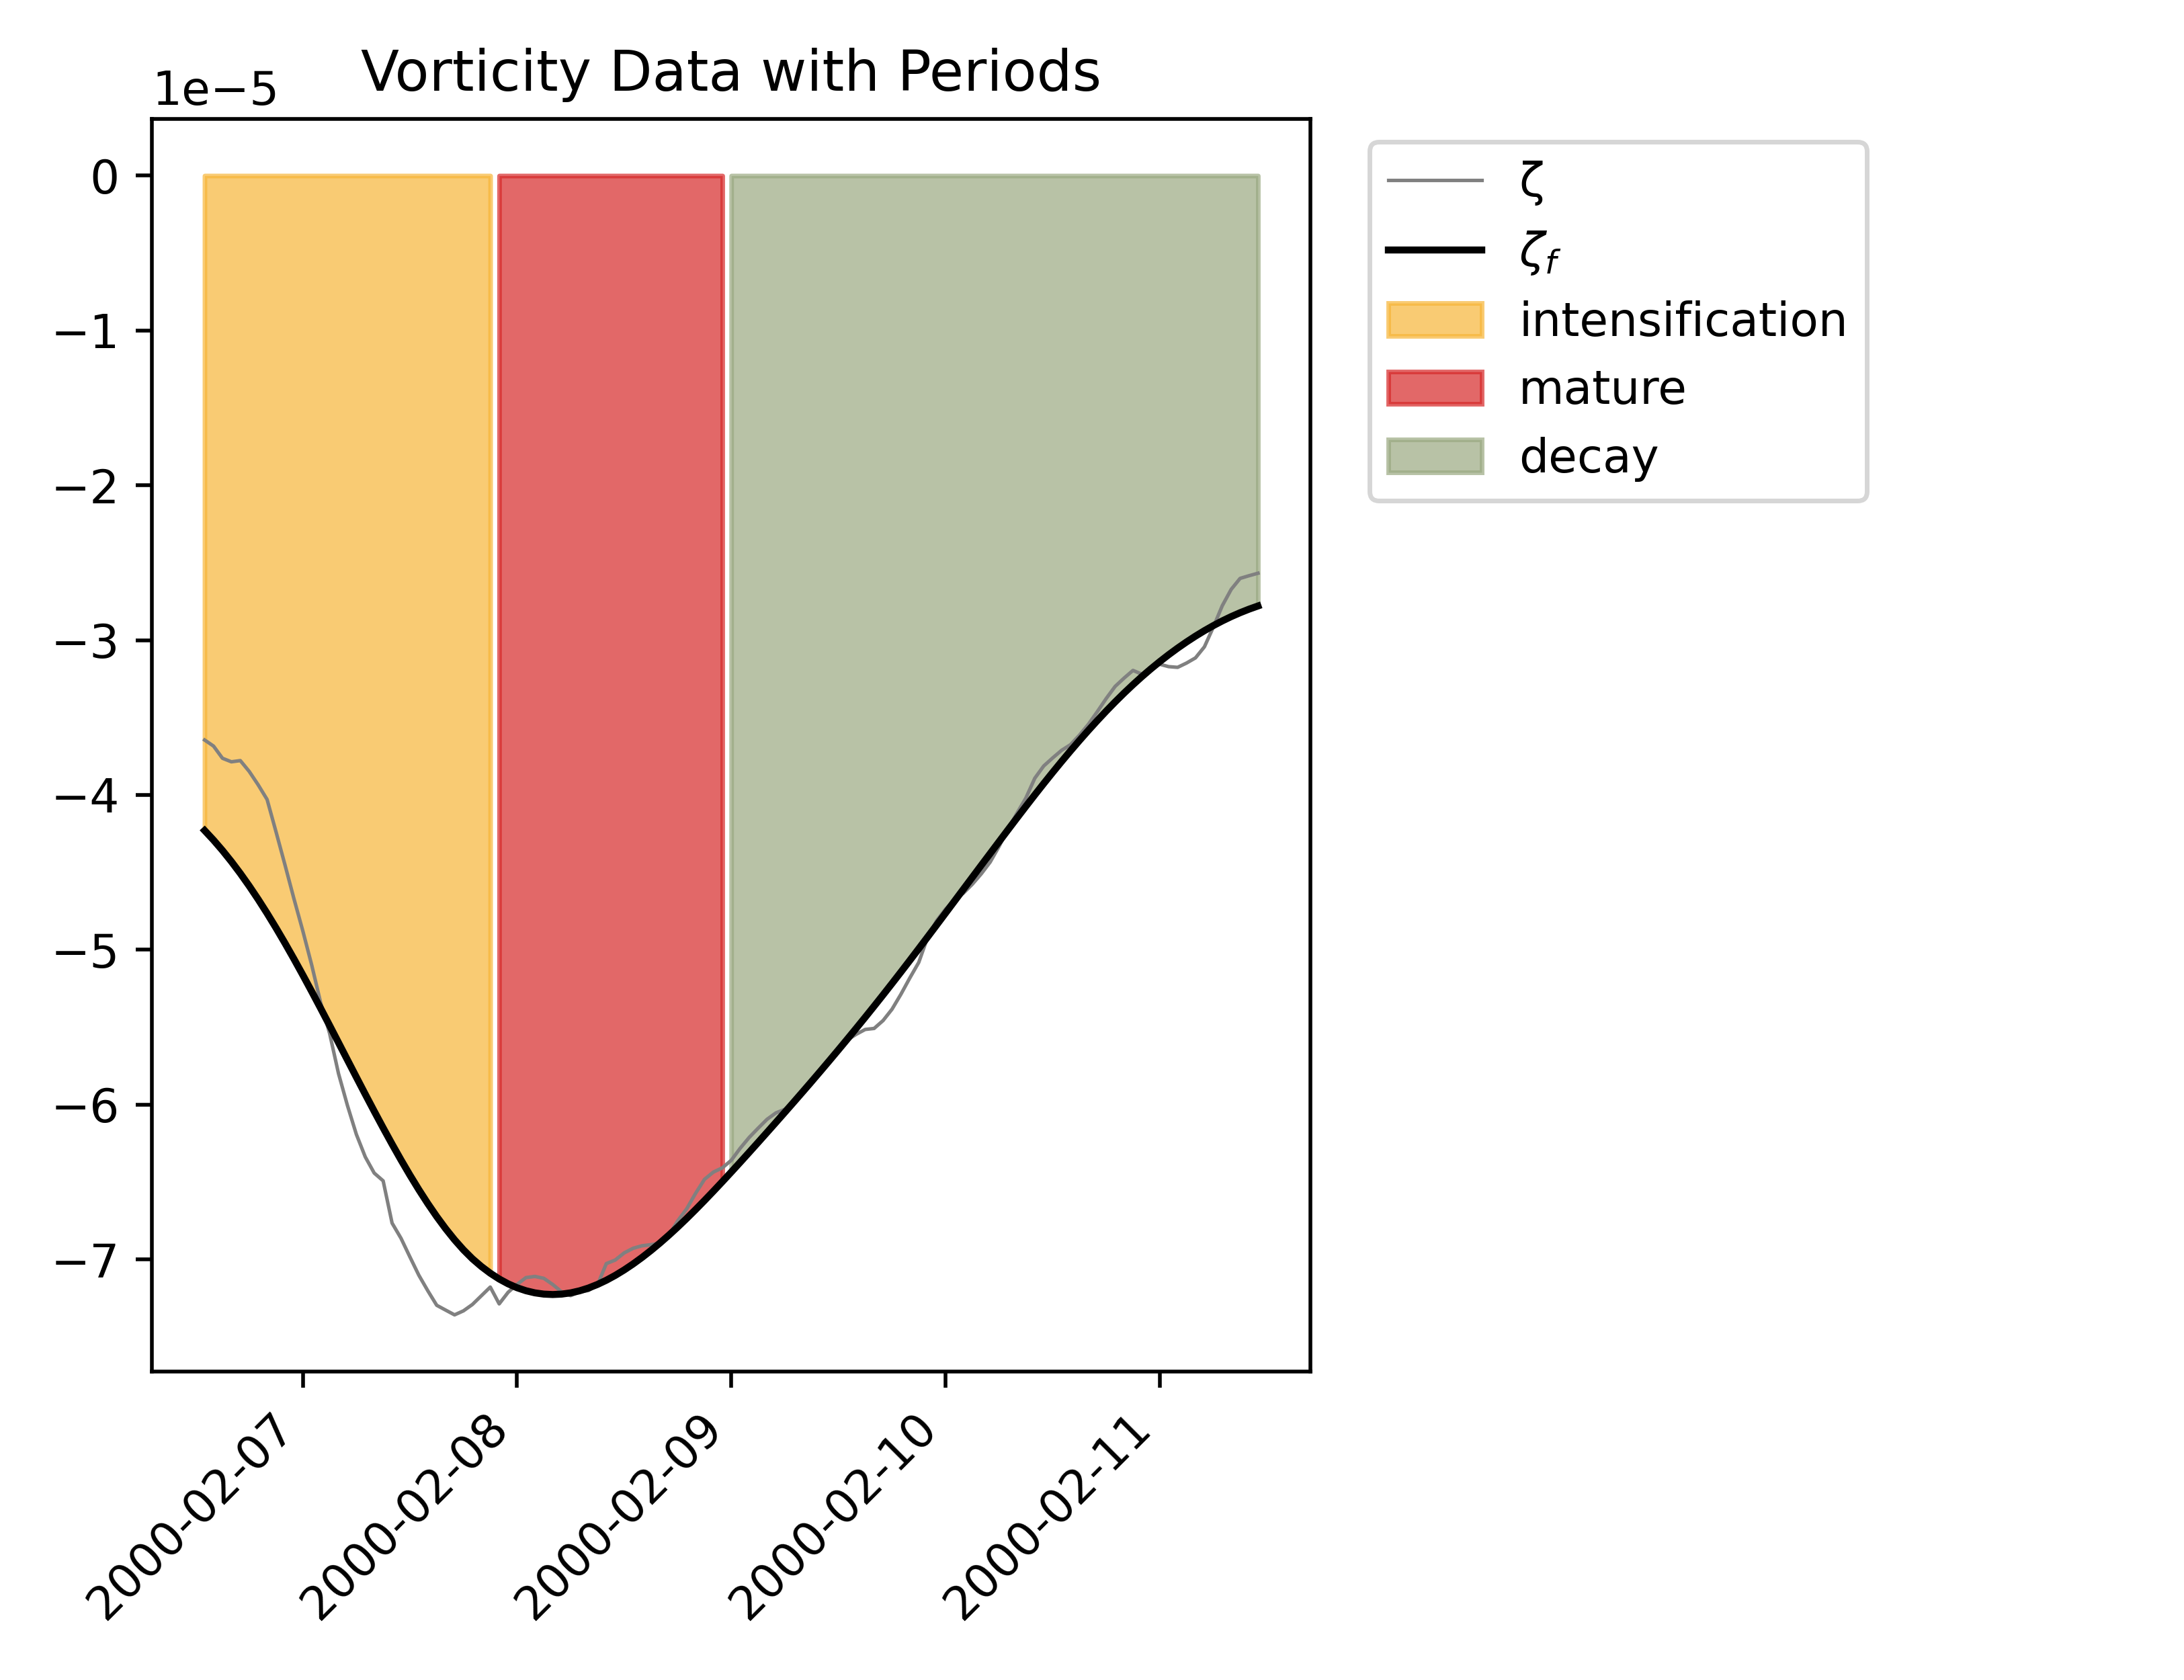 Vorticity Data with Periods
1e−5
0
−1
−2
−3
−4
−5
−6
−7
2000-02-07
2000-02-08
2000-02-09
2000-02-10
2000-02-11
ζ
ζf
intensification
mature
decay